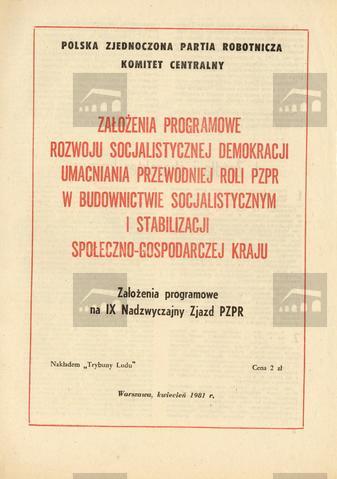 POLSKA ZJEDNOCZONA PARTIA ROBOTNICZA
KOMITET CENTRALNY
ZAŁOŻENIA PROGRAMOWE
ROZWOJU SOCJALISTYCZNEJ DEMOKRACJI
UMACNIANIA PRZEWODNIEJ ROLI PZPR
W BUDOWNICTWIE SOCJALISTYCZNYM
I STABILIZACJI
SPOŁECZNO-GOSPODARCZEJ KRAJU
Założenia programowe
na IX Nadzwyczajny Zjazd PZPR
Nakładem „Trybuny Ludu" Cena 2 zł
Warszawa, kwiecień 1981 r.